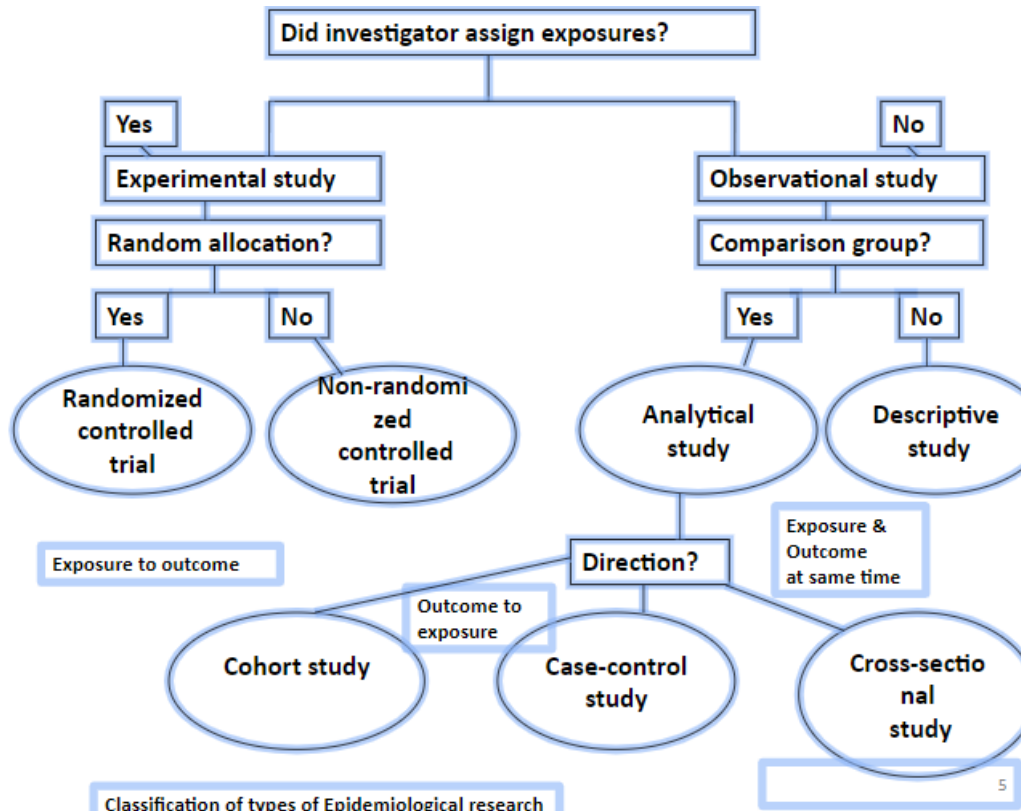 Did investigator assign exposures?
Yes
No
Experimental study
Observational study
Random allocation?
Comparison group?
Yes
No
Yes
No
Randomized
controlled
trial
Non-randomi
zed
controlled
trial
Analytical
study
Descriptive
study
Exposure to outcome
Direction?
Exposure &
Outcome
at same time
Outcome to
exposure
Cohort study
Case-control
study
Cross-sectio
nal
study
5
Classification of types of Epidemiological research